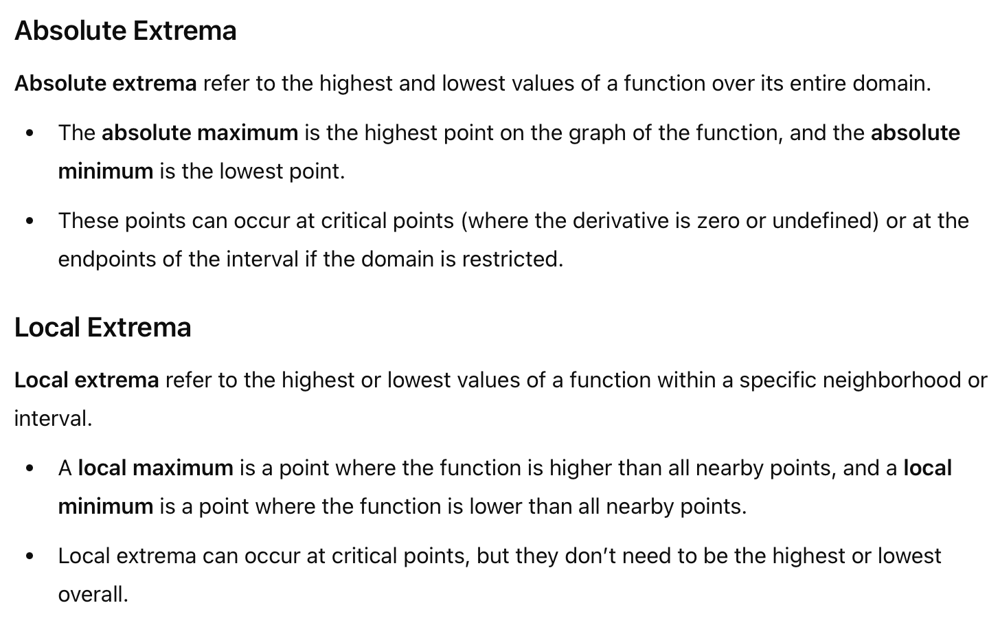 Absolute Extrema
Absolute extrema refer to the highest and lowest values of a function over its entire domain.
• The absolute maximum is the highest point on the graph of the function, and the absolute
minimum is the lowest point.
• These points can occur at critical points (where the derivative is zero or undefined) or at the
endpoints of the interval if the domain is restricted.
Local Extrema
Local extrema refer to the highest or lowest values of a function within a specific neighborhood or
interval.
• A local maximum is a point where the function is higher than all nearby points, and a local
minimum is a point where the function is lower than all nearby points.
• Local extrema can occur at critical points, but they don’t need to be the highest or lowest
overall.